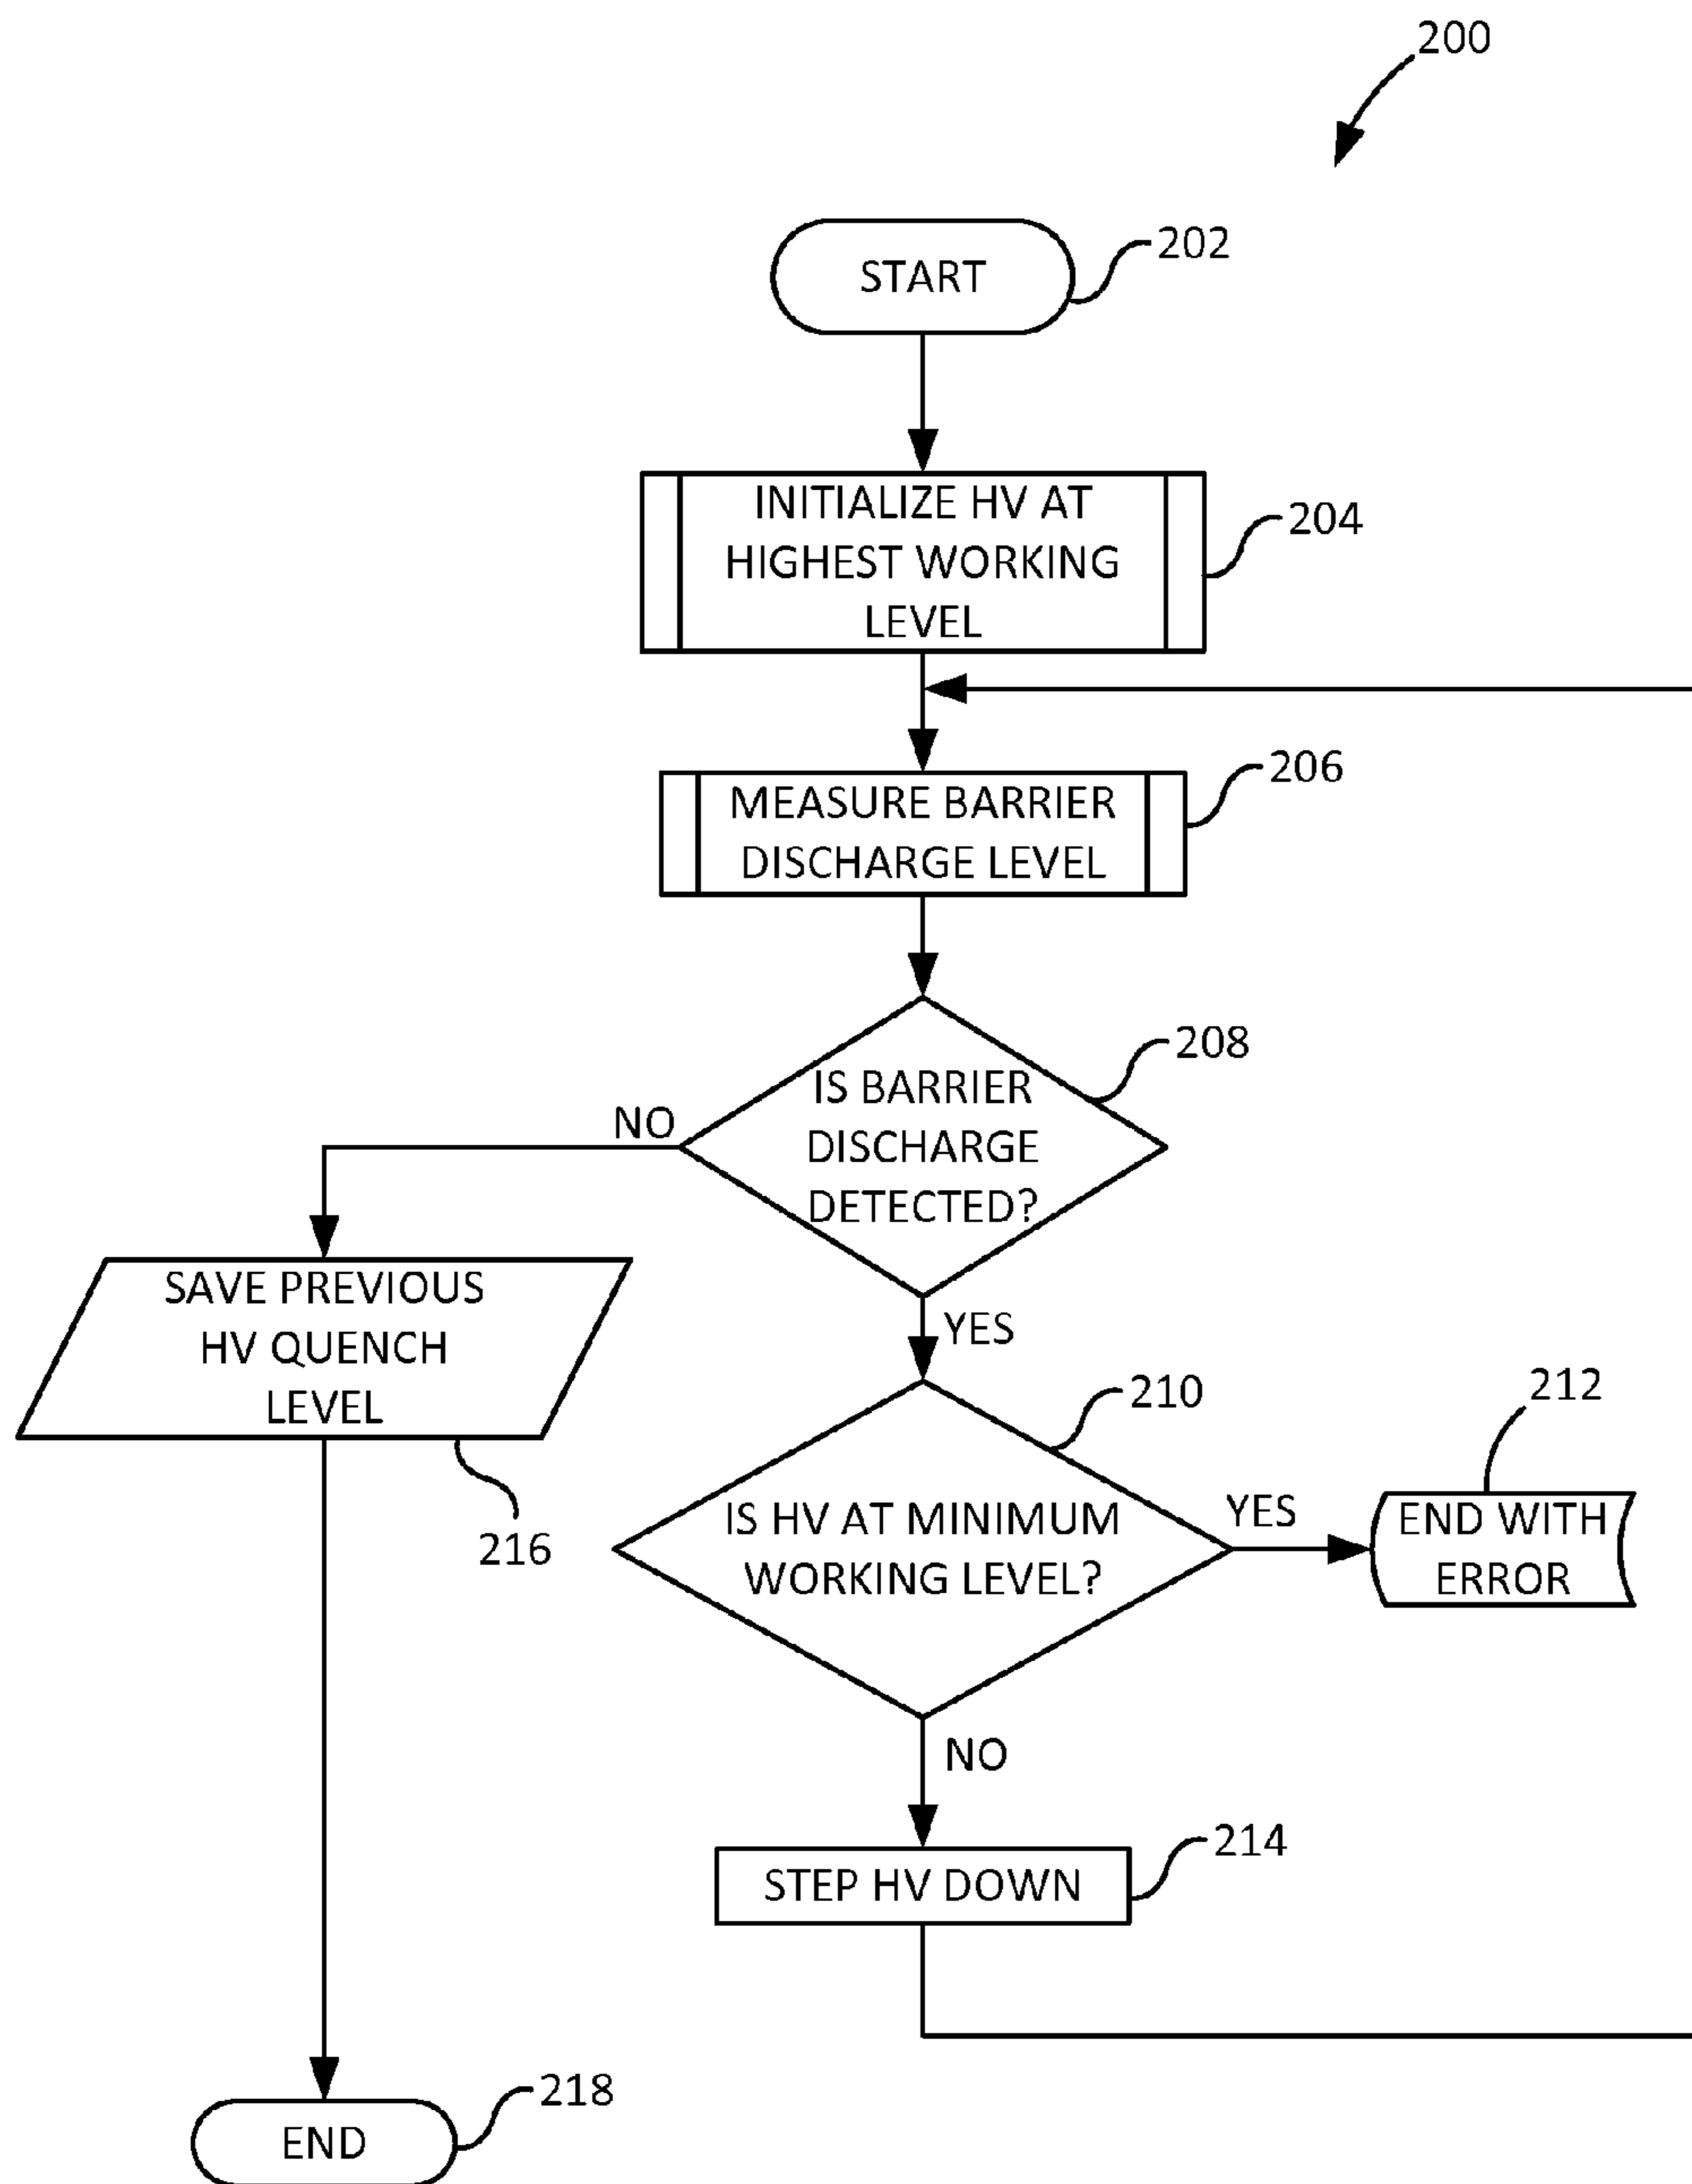 200
START
202
INITIALIZE HV AT
HIGHEST WORKING
LEVEL
204
MEASURE BARRIER
DISCHARGE LEVEL
206
IS BARRIER
DISCHARGE
DETECTED?
208
NO
YES
SAVE PREVIOUS
HV QUENCH
LEVEL
216
IS HV AT MINIMUM
WORKING LEVEL?
210
YES
END WITH
ERROR
212
NO
STEP HV DOWN
214
END
218